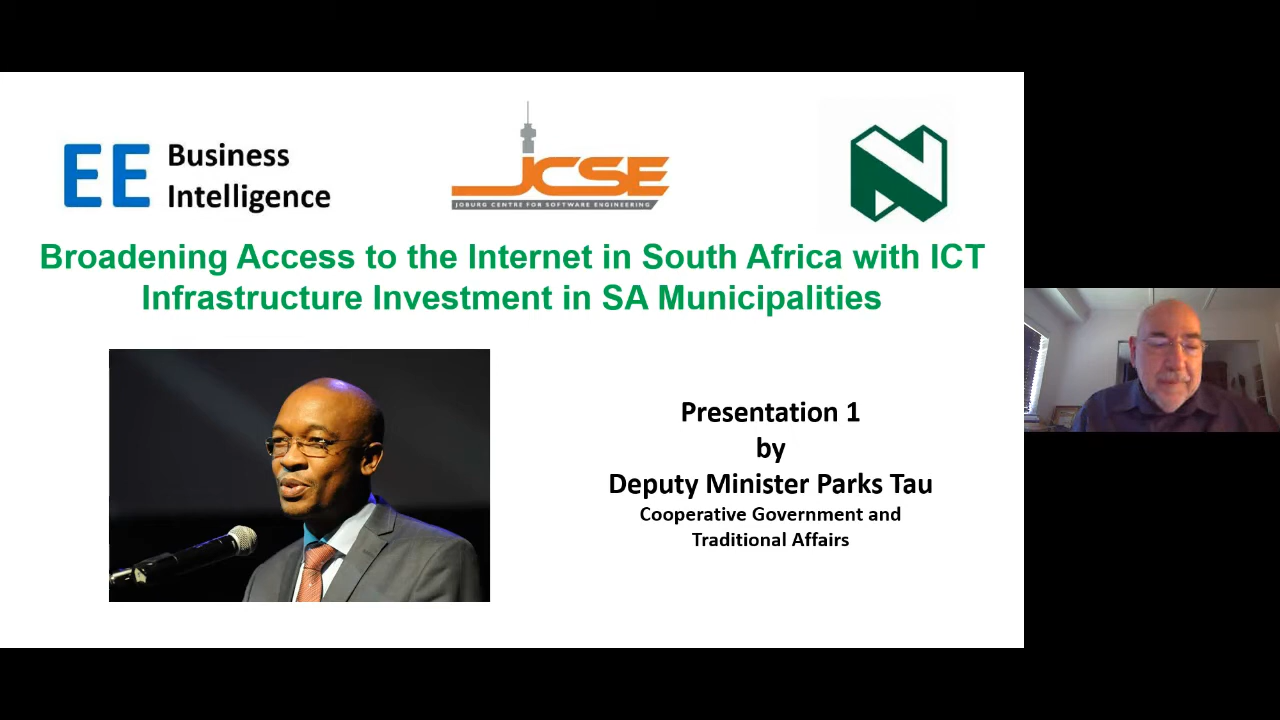 EE Business
Intelligence
JCSE
JOBURG CENTRE FOR SOFTWARE ENGINEERING
N
Broadening Access to the Internet in South Africa with ICT
Infrastructure Investment in SA Municipalities
Presentation 1
by
Deputy Minister Parks Tau
Cooperative Government and
Traditional Affairs